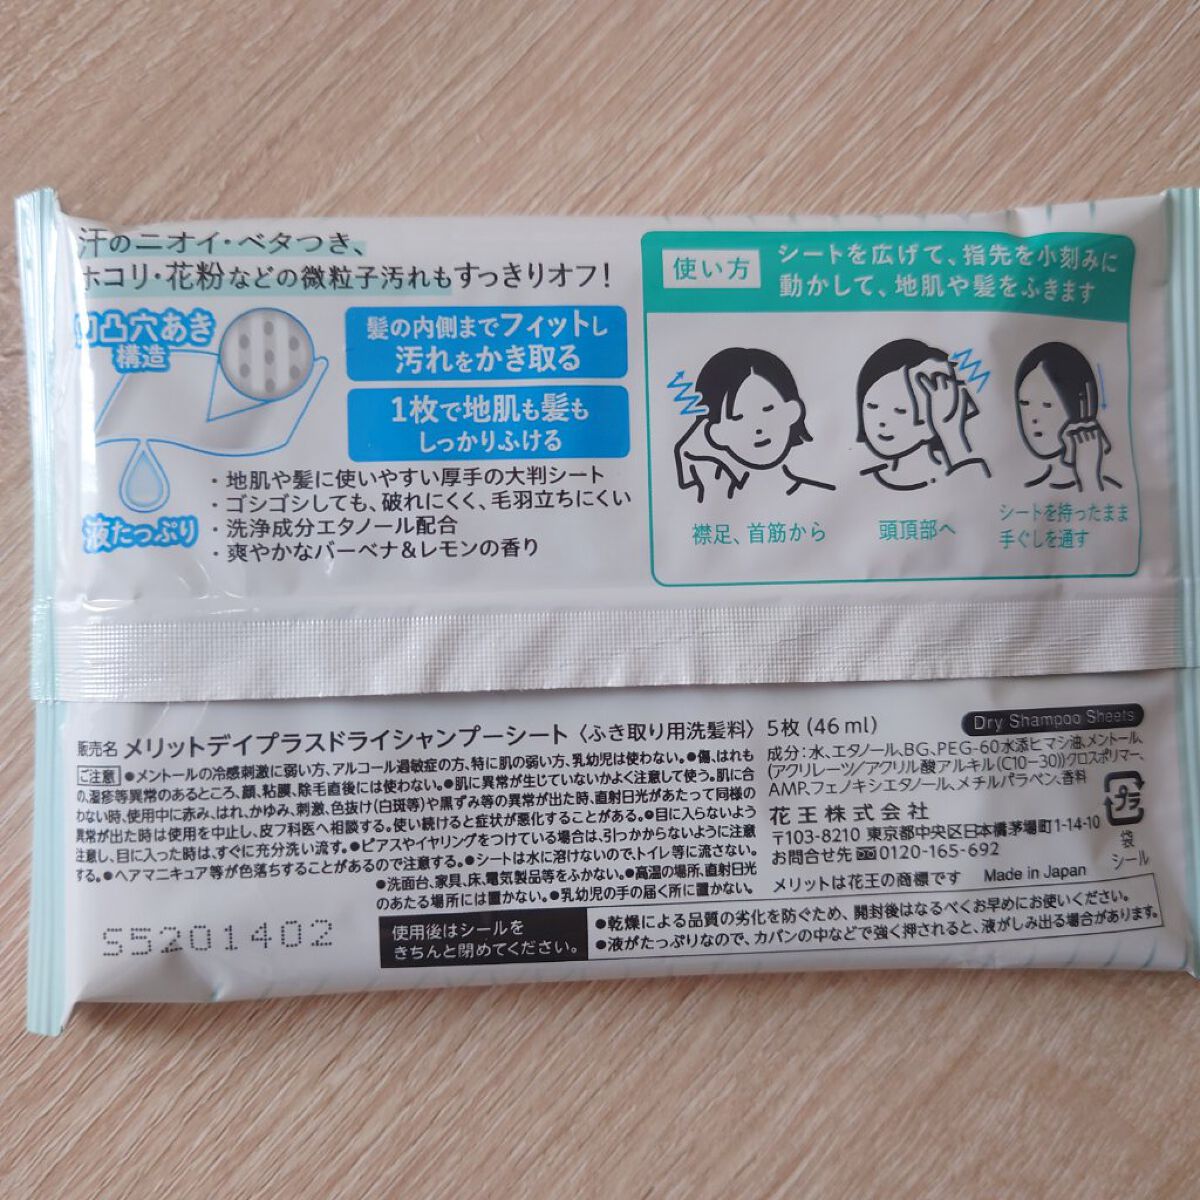 汗のニオイ・ベタつき、
ホコリ・花粉などの微粒子汚れもすっきりオフ！
凹凸穴あき
構造
液たっぷり
髪の内側までフィットし
汚れをかき取る
1枚で地肌も髪も
しっかりふける
・地肌や髪に使いやすい厚手の大判シート
・ゴシゴシしても、破れにくく、毛羽立ちにくい
・洗浄成分エタノール配合
・爽やかなバーベナ&レモンの香り
使い方
シートを広げて、指先を小刻みに
動かして、地肌や髪をふきます
襟足、首筋から
頭頂部へ
シートを持ったまま
手ぐしを通す
販売名 メリットデイプラスドライシャンプーシート〈ふき取り用洗髪料〉 5枚(46ml)
Dry Shampoo Sheets
ご注意 ●メントールの冷感刺激に弱い方、アルコール過敏症の方、特に肌の弱い方、乳幼児は使わない。●傷、はれも
の、湿疹等異常のあるところ、顔、粘膜、除毛直後には使わない。●肌に異常が生じていないかよく注意して使う。肌に合
わない時、使用中に赤み、はれ、かゆみ、刺激、色抜け(白斑等)や黒ずみ等の異常が出た時、直射日光があたって同様の
異常が出た時は使用を中止し、皮フ科医へ相談する。使い続けると症状が悪化することがある。●目に入らないよう
注意し、目に入った時は、すぐに充分洗い流す。●ピアスやイヤリングをつけている場合は、引っかからないように注意
する。●ヘアマニキュア等が色落ちすることがあるので注意する。●シートは水に溶けないのでトイレ等に流さない。
●洗面台、家具、床、電気製品等をふかない。●高温の場所、直射日光
のあたる場所には置かない。●乳幼児の手の届く所に置かない。
成分：水、エタノール、BG、PEG-60水添ヒマシ油、メントール、
(アクリレーツ/アクリル酸アルキル(C10-30))クロスポリマー、
AMP、フェノキシエタノール、メチルパラベン、香料
花王株式会社
〒103-8210 東京都中央区日本橋茅場町1-14-10
お問合せ先 0120-165-692
メリットは花王の商標です Made in Japan
プラ
袋
シール
S5201402
使用後はシールを
きちんと閉めてください。
●乾燥による品質の劣化を防ぐため、開封後はなるべくお早めにお使いください。
●液がたっぷりなので、カバンの中などで強く押されると、液がしみ出る場合があります。